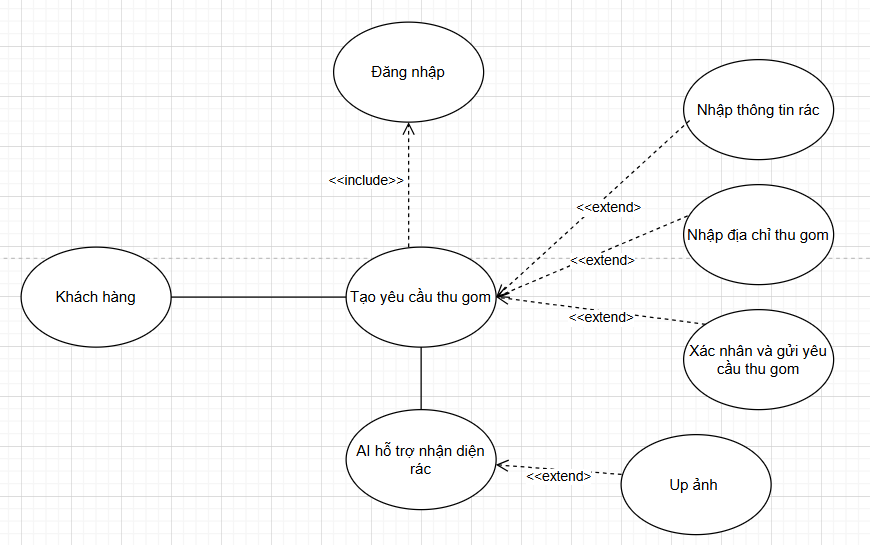 Đăng nhập
Nhập thông tin rác
<<include>>
<<extend>
Nhập địa chỉ thu gom
<<extend>
Khách hàng
Tạo yêu cầu thu gom
<<extend>
Xác nhân và gửi yêu
cầu thu gom
AI hỗ trợ nhận diện
rác
<<extend>
Up ảnh